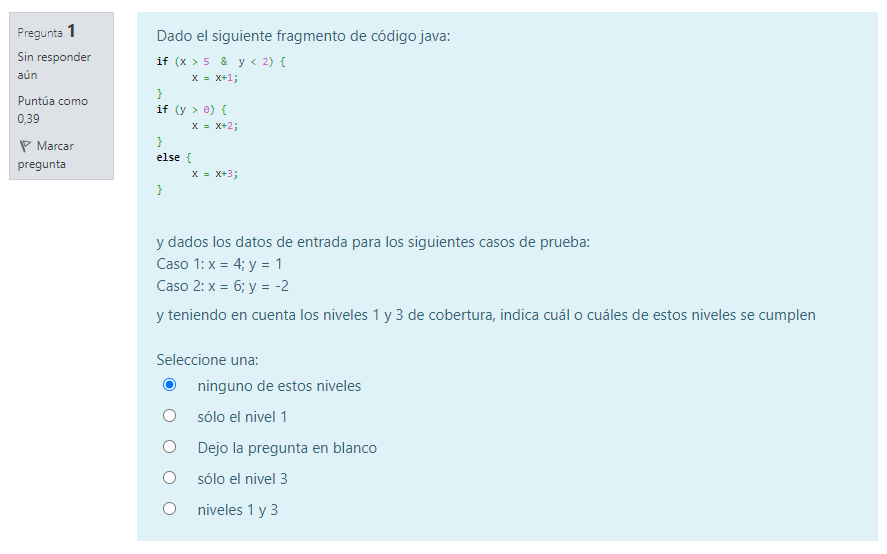 Pregunta 1
Sin responder
aún
Puntúa como
0,39
Marcar
pregunta
Dado el siguiente fragmento de código java:
if (x > 5  &  y < 2) {
      x = x+1;
}
if (y > 0) {
      x = x+2;
}
else {
      x = x+3;
}
y dados los datos de entrada para los siguientes casos de prueba:
Caso 1: x = 4; y = 1
Caso 2: x = 6; y = -2
y teniendo en cuenta los niveles 1 y 3 de cobertura, indica cuál o cuáles de estos niveles se cumplen
Seleccione una:
ninguno de estos niveles
sólo el nivel 1
Dejo la pregunta en blanco
sólo el nivel 3
niveles 1 y 3